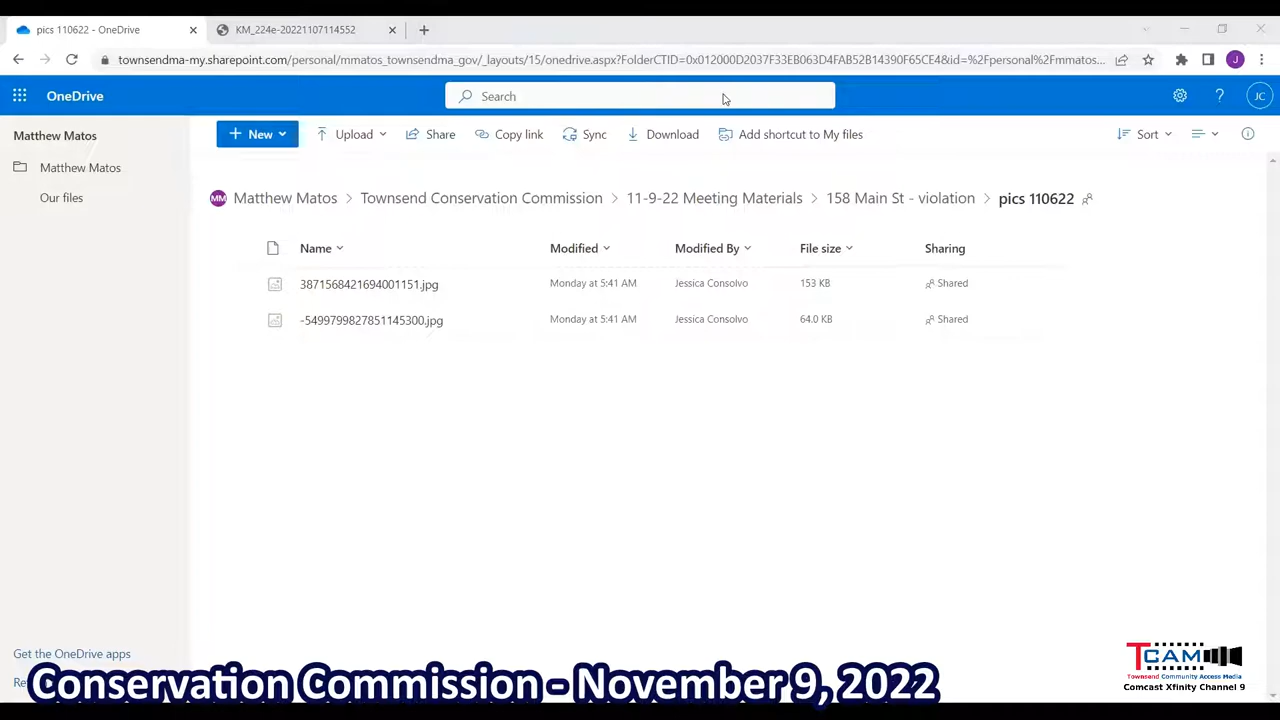 pics 110622 - OneDrive
KM_224e-20221107114552
townsendma-my.sharepoint.com/personal/mmatos_townsendma_gov/_layouts/15/onedrive.aspx?FolderCTID=0x012000D2037F33EB063D4FAB52B14390F65CE4&id=%2Fpersonal%2Fmmatos...
J
OneDrive
Search
?
JC
Matthew Matos
Matthew Matos
Our files
New
Upload
Share
Copy link
Sync
Download
Add shortcut to My files
Sort
MM Matthew Matos > Townsend Conservation Commission > 11-9-22 Meeting Materials > 158 Main St - violation > pics 110622
Name Modified Modified By File size Sharing
3871568421694001151.jpg Monday at 5:41 AM Jessica Consolvo 153 KB Shared
-5499799827851145300.jpg Monday at 5:41 AM Jessica Consolvo 64.0 KB Shared
Get the OneDrive apps
Conservation Commission - November 9, 2022
TCAM
Townsend Community Access Media
Comcast Xfinity Channel 9